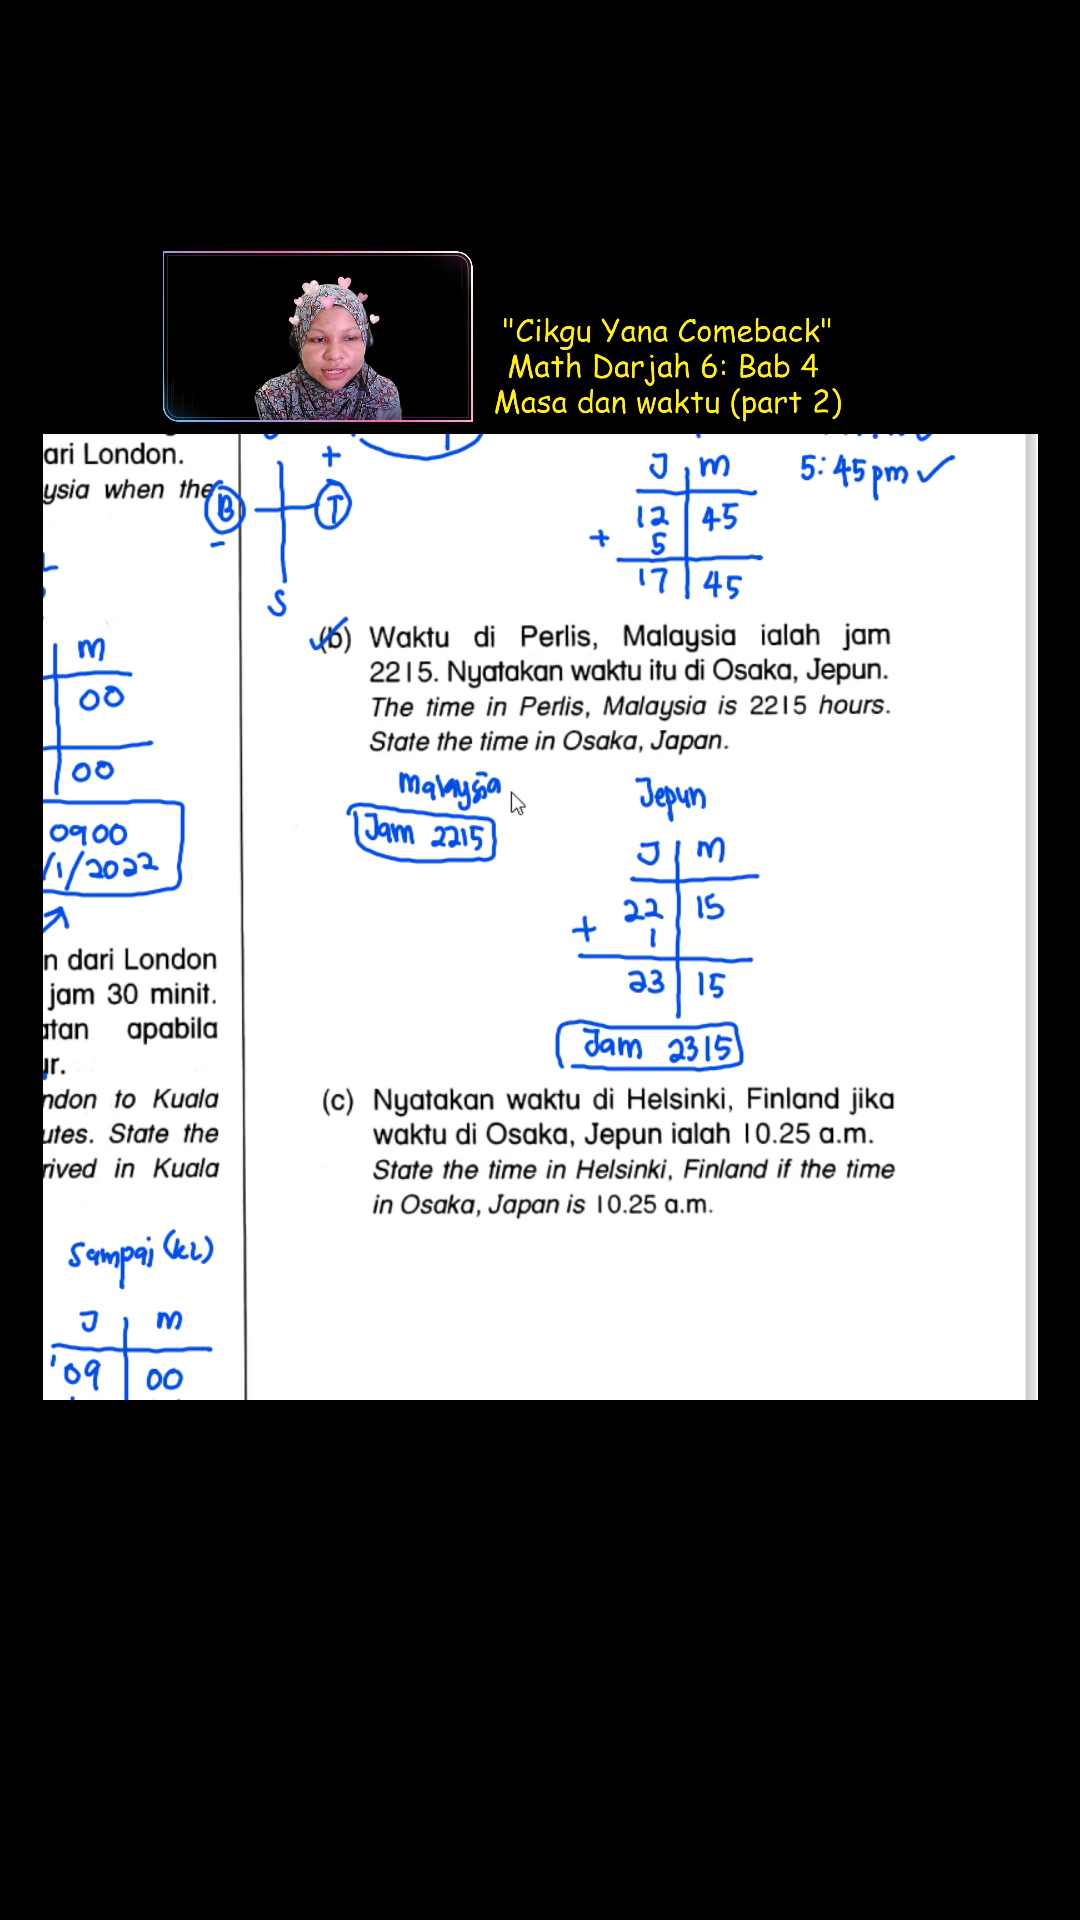 "Cikgu Yana Comeback"
Math Darjah 6: Bab 4
Masa dan waktu (part 2)
ari London.
ysia when the
B
+
T
-
S
J M
12 45
+ 5
17 45
5:45pm ✓
M
00
00
0900
/1/2022
n dari London
jam 30 minit.
atan apabila
ur.
ndon to Kuala
utes. State the
rived in Kuala
Sampai (KL)
J M
09 00
(b) Waktu di Perlis, Malaysia ialah jam
2215. Nyatakan waktu itu di Osaka, Jepun.
The time in Perlis, Malaysia is 2215 hours.
State the time in Osaka, Japan.
Malaysia
Jam 2215
Jepun
J M
22 15
+ 1
23 15
Jam 2315
(c) Nyatakan waktu di Helsinki, Finland jika
waktu di Osaka, Jepun ialah 10.25 a.m.
State the time in Helsinki, Finland if the time
in Osaka, Japan is 10.25 a.m.